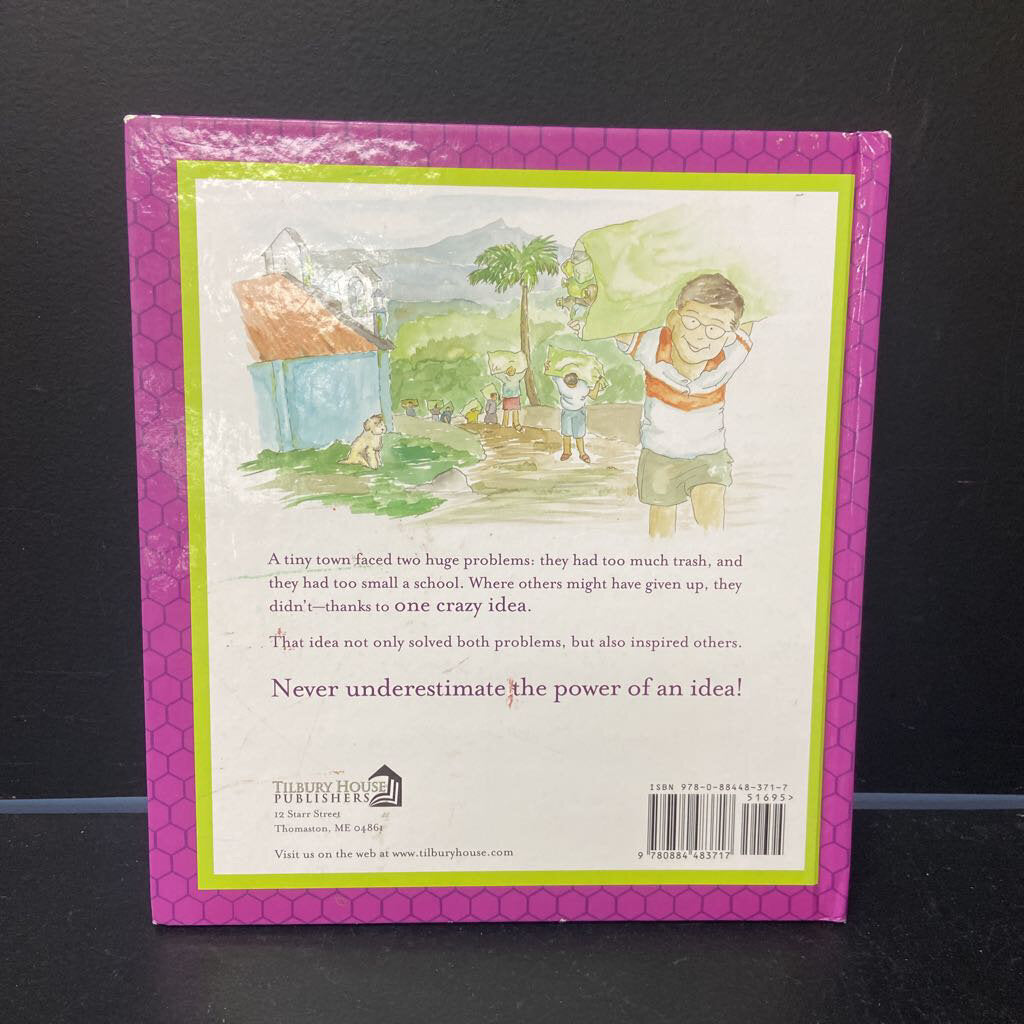 A tiny town faced two huge problems: they had too much trash, and
they had too small a school. Where others might have given up, they
didn't—thanks to one crazy idea.
That idea not only solved both problems, but also inspired others.
Never underestimate the power of an idea!
TILBURY HOUSE
PUBLISHERS
12 Starr Street
Thomaston, ME 04861
Visit us on the web at www.tilburyhouse.com
ISBN 978-0-88448-371-7
51695>
9 780884 483717